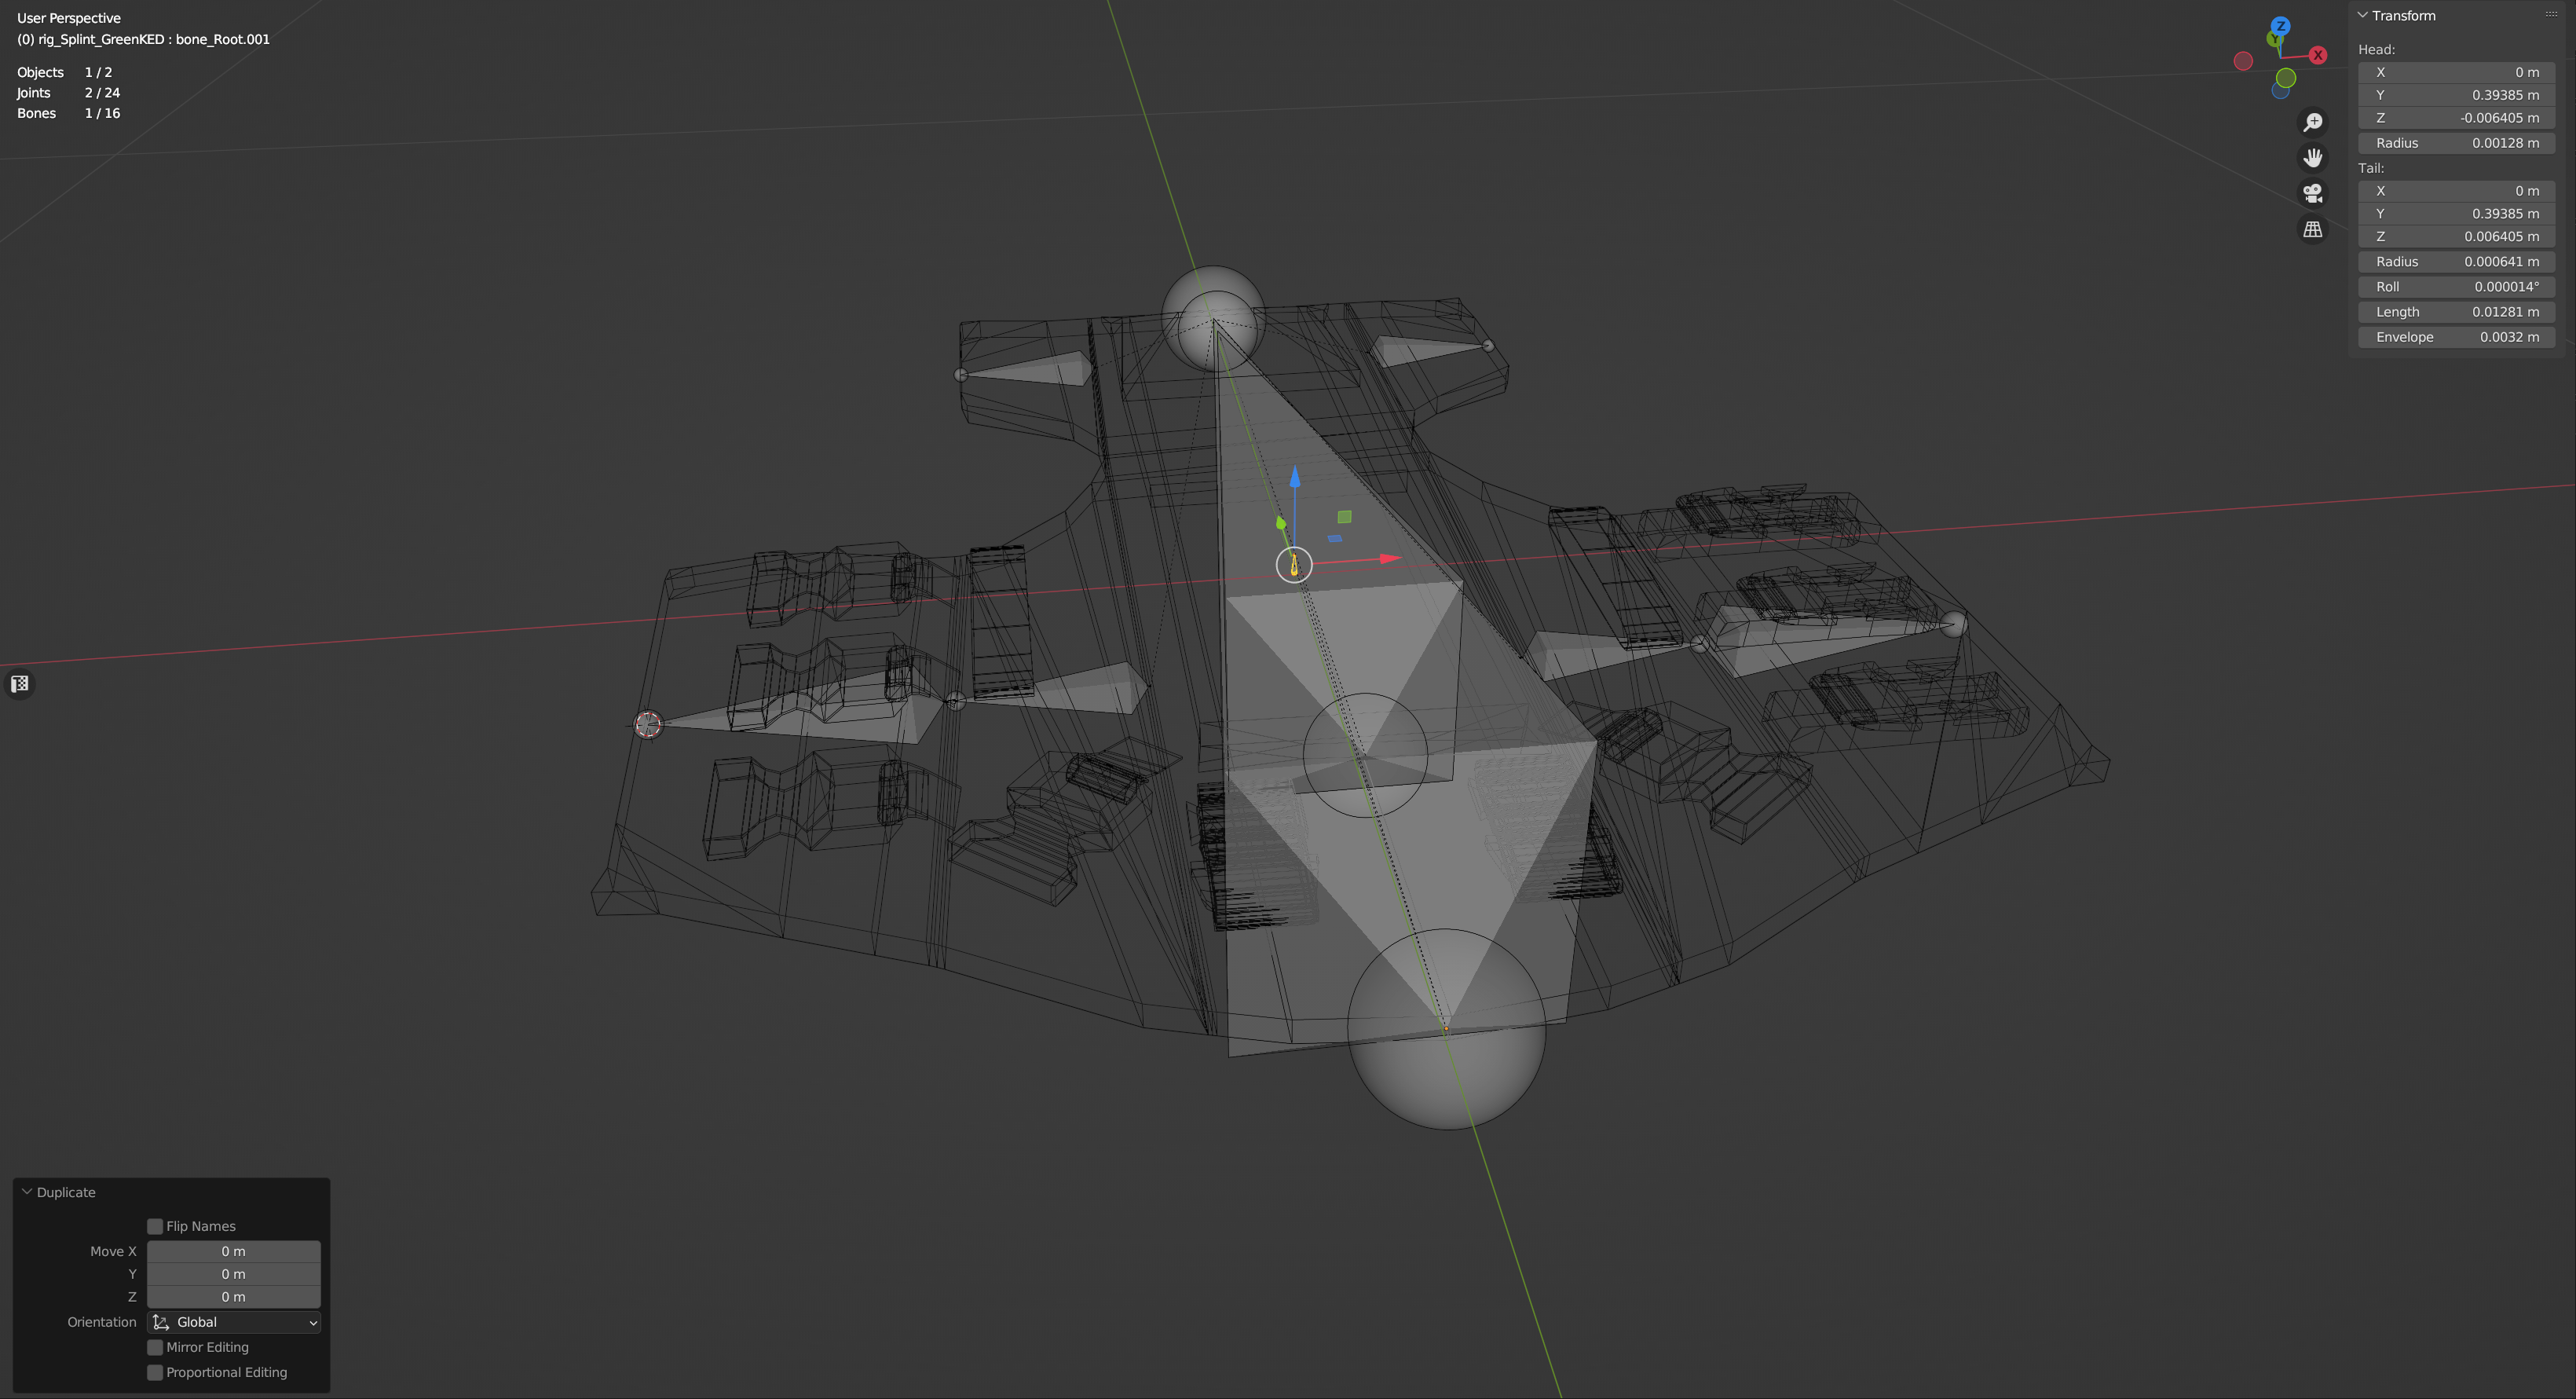 User Perspective
(0) rig_Splint_GreenKED : bone_Root.001
Objects 1 / 2
Joints 2 / 24
Bones 1 / 16
Z
Y
X
Transform
Head:
X 0 m
Y 0.39385 m
Z -0.006405 m
Radius 0.00128 m
Tail:
X 0 m
Y 0.39385 m
Z 0.006405 m
Radius 0.000641 m
Roll 0.000014°
Length 0.01281 m
Envelope 0.0032 m
Duplicate
Flip Names
Move X 0 m
Y 0 m
Z 0 m
Orientation Global
Mirror Editing
Proportional Editing